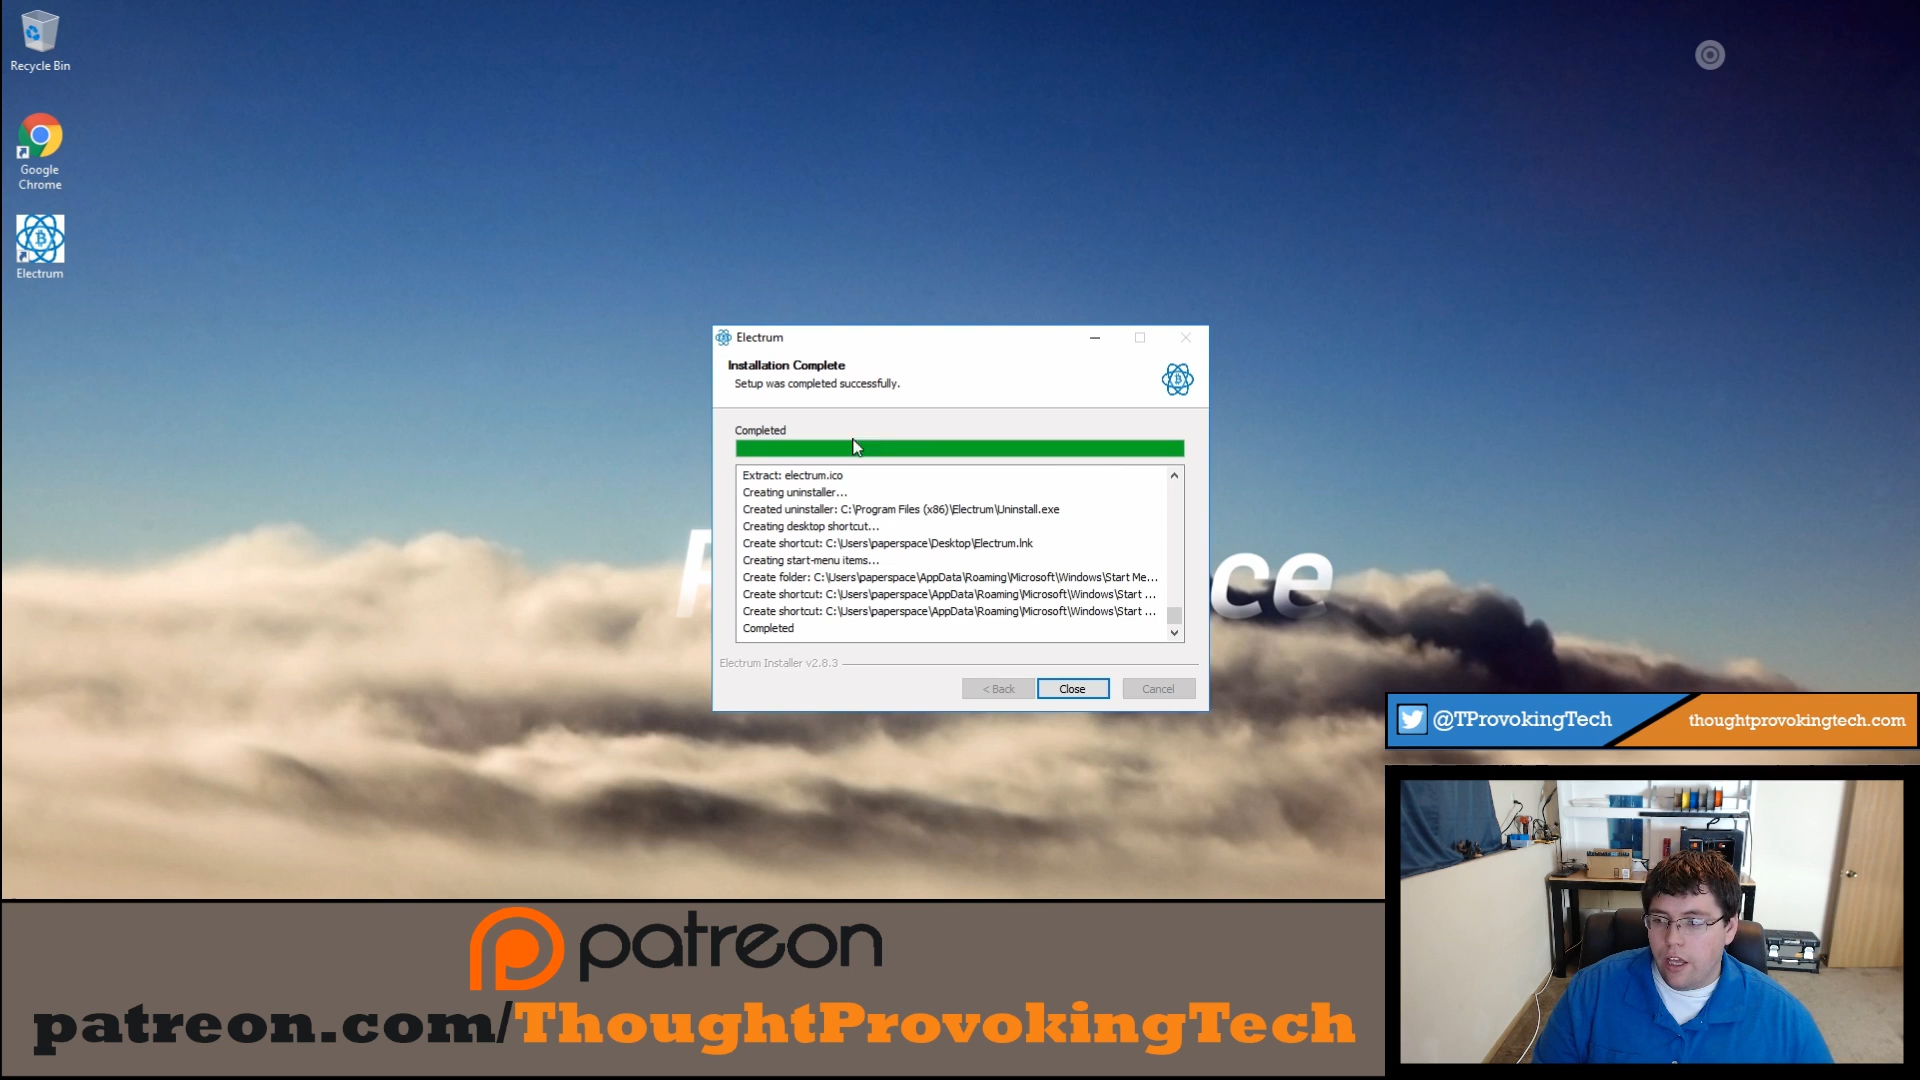 Recycle Bin
Google
Chrome
Electrum
Electrum
Installation Complete
Setup was completed successfully.
Completed
Extract: electrum.ico
Creating uninstaller...
Created uninstaller: C:\Program Files (x86)\Electrum\Uninstall.exe
Creating desktop shortcut...
Create shortcut: C:\Users\paperspace\Desktop\Electrum.lnk
Creating start-menu items...
Create folder: C:\Users\paperspace\AppData\Roaming\Microsoft\Windows\Start Me...
Create shortcut: C:\Users\paperspace\AppData\Roaming\Microsoft\Windows\Start ...
Create shortcut: C:\Users\paperspace\AppData\Roaming\Microsoft\Windows\Start ...
Completed
Electrum Installer v2.8.3
< Back
Close
Cancel
ce
@TProvokingTech
thoughtprovokingtech.com
patreon
patreon.com/ThoughtProvokingTech